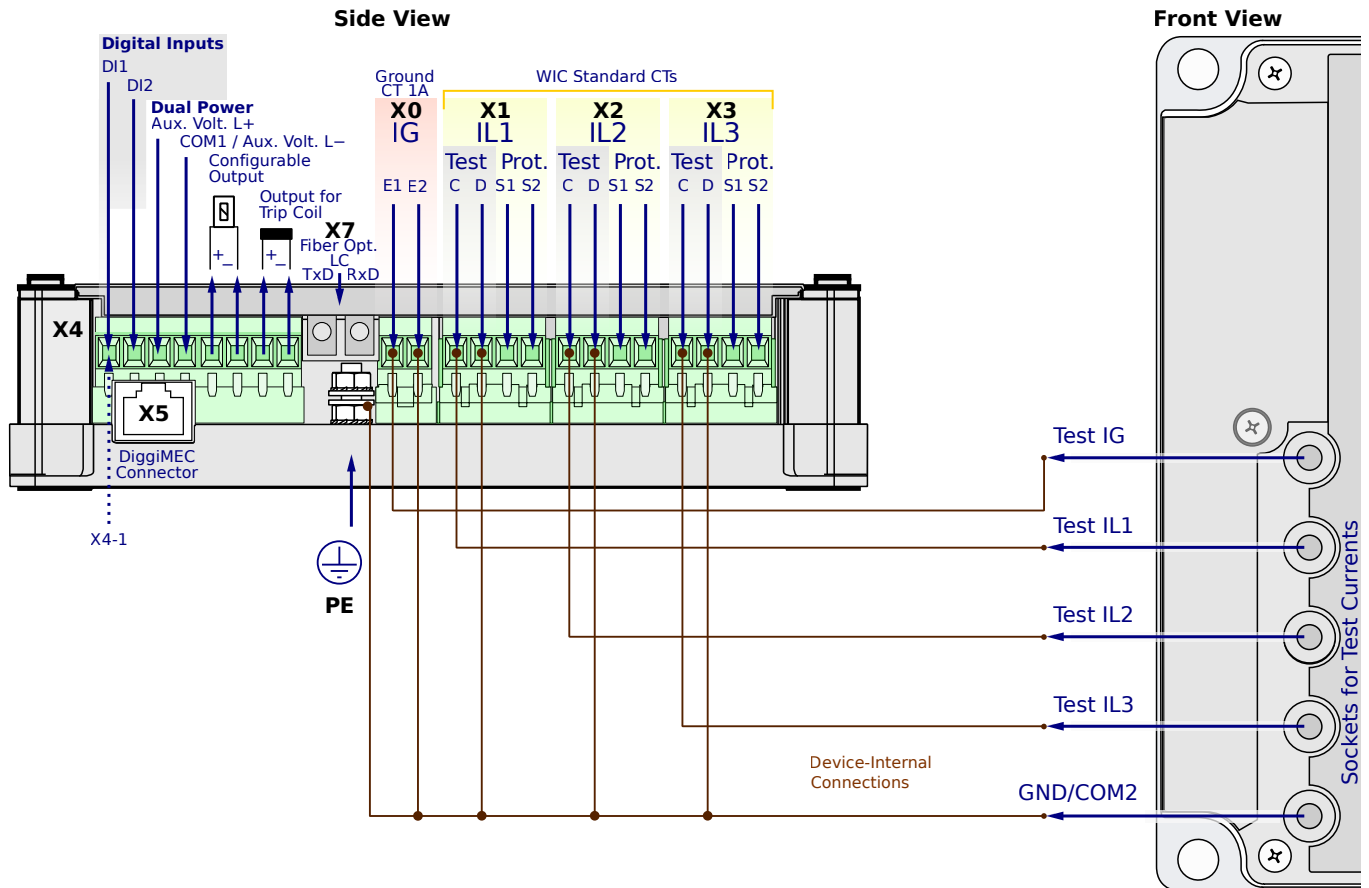 Side View
Front View
Digital Inputs
DI1
DI2
Dual Power
Aux. Volt. L+
COM1 / Aux. Volt. L−
Configurable
Output
Output for
Trip Coil
+ −
+ −
X7
Fiber Opt.
LC
TxD RxD
Ground
CT 1A
X0
IG
E1 E2
WIC Standard CTs
X1
IL1
Test Prot.
C D S1 S2
X2
IL2
Test Prot.
C D S1 S2
X3
IL3
Test Prot.
C D S1 S2
X4
X5
DiggiMEC
Connector
X4-1
PE
Test IG
Test IL1
Test IL2
Test IL3
GND/COM2
Device-Internal
Connections
Sockets for Test Currents